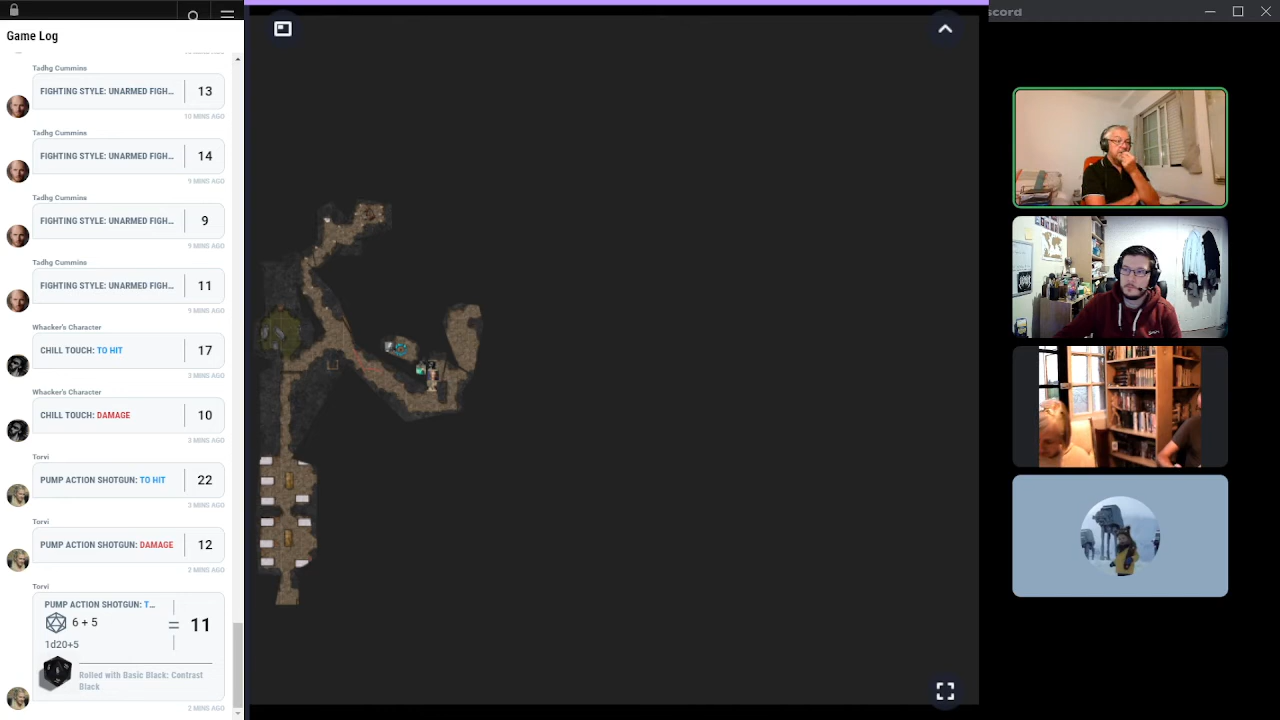 scord
Game Log
Tadhg Cummins
FIGHTING STYLE: UNARMED FIGH... 13
10 MINS AGO
Tadhg Cummins
FIGHTING STYLE: UNARMED FIGH... 14
9 MINS AGO
Tadhg Cummins
FIGHTING STYLE: UNARMED FIGH... 9
9 MINS AGO
Tadhg Cummins
FIGHTING STYLE: UNARMED FIGH... 11
9 MINS AGO
Whacker's Character
CHILL TOUCH: TO HIT 17
3 MINS AGO
Whacker's Character
CHILL TOUCH: DAMAGE 10
3 MINS AGO
Torvi
PUMP ACTION SHOTGUN: TO HIT 22
3 MINS AGO
Torvi
PUMP ACTION SHOTGUN: DAMAGE 12
2 MINS AGO
Torvi
PUMP ACTION SHOTGUN: T...
6 + 5 = 11
1d20+5
Rolled with Basic Black: Contrast
Black
2 MINS AGO